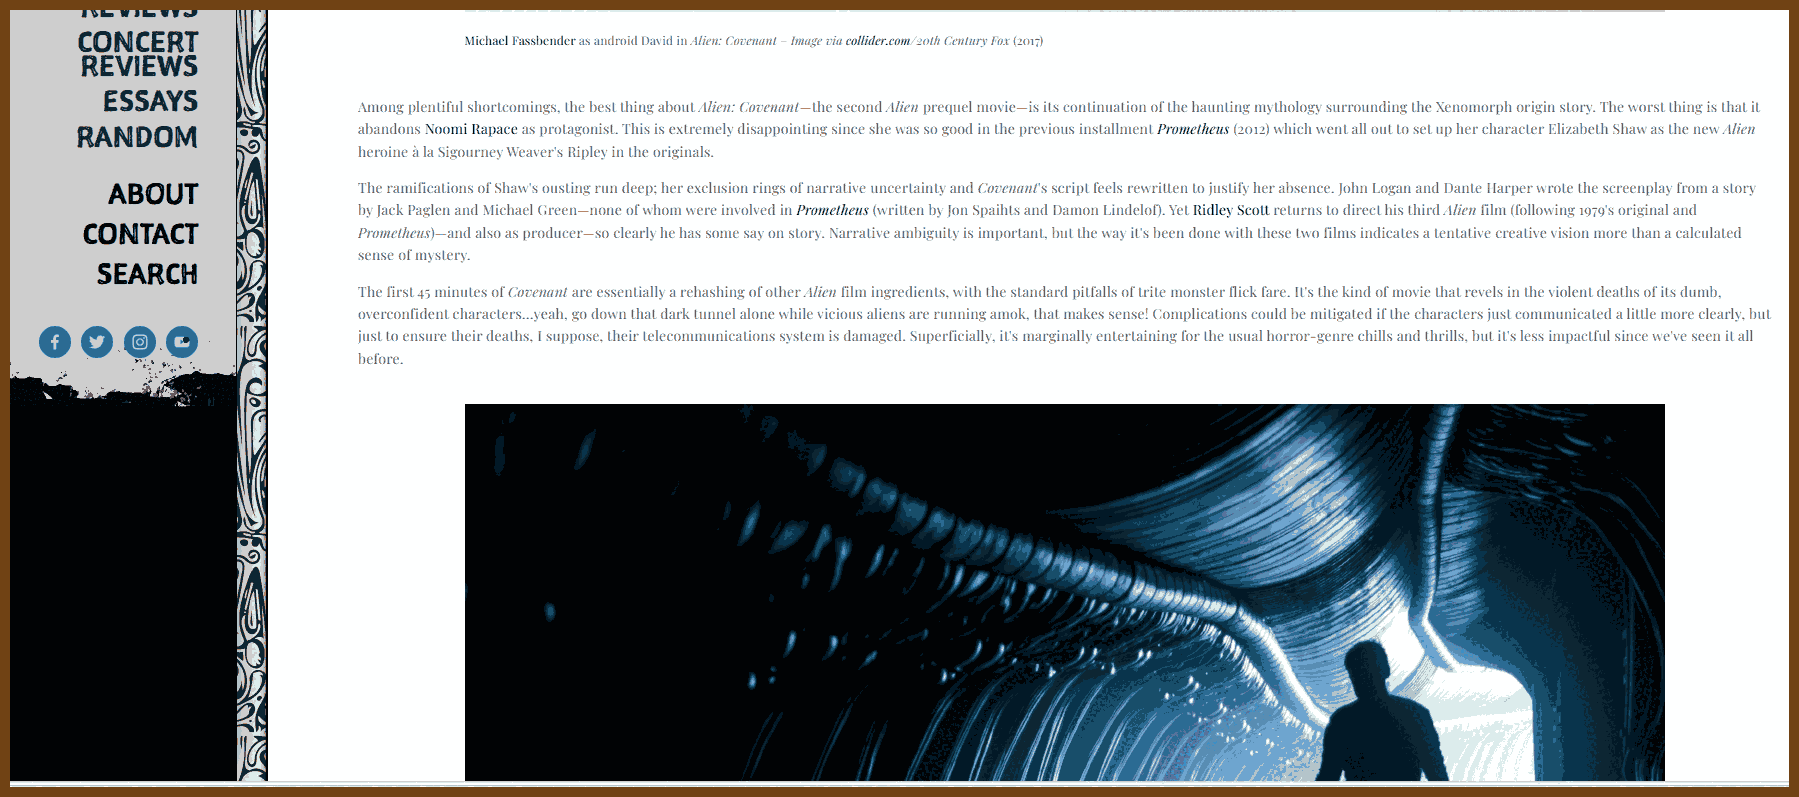 REVIEWS
CONCERT
REVIEWS
ESSAYS
RANDOM
ABOUT
CONTACT
SEARCH
Michael Fassbender as android David in Alien: Covenant – Image via collider.com/20th Century Fox (2017)
Among plentiful shortcomings, the best thing about Alien: Covenant—the second Alien prequel movie—is its continuation of the haunting mythology surrounding the Xenomorph origin story. The worst thing is that it
abandons Noomi Rapace as protagonist. This is extremely disappointing since she was so good in the previous installment Prometheus (2012) which went all out to set up her character Elizabeth Shaw as the new Alien
heroine à la Sigourney Weaver's Ripley in the originals.
The ramifications of Shaw's ousting run deep; her exclusion rings of narrative uncertainty and Covenant's script feels rewritten to justify her absence. John Logan and Dante Harper wrote the screenplay from a story
by Jack Paglen and Michael Green—none of whom were involved in Prometheus (written by Jon Spaihts and Damon Lindelof). Yet Ridley Scott returns to direct his third Alien film (following 1979's original and
Prometheus)—and also as producer—so clearly he has some say on story. Narrative ambiguity is important, but the way it's been done with these two films indicates a tentative creative vision more than a calculated
sense of mystery.
The first 45 minutes of Covenant are essentially a rehashing of other Alien film ingredients, with the standard pitfalls of trite monster flick fare. It's the kind of movie that revels in the violent deaths of its dumb,
overconfident characters...yeah, go down that dark tunnel alone while vicious aliens are running amok, that makes sense! Complications could be mitigated if the characters just communicated a little more clearly, but
just to ensure their deaths, I suppose, their telecommunications system is damaged. Superficially, it's marginally entertaining for the usual horror-genre chills and thrills, but it's less impactful since we've seen it all
before.